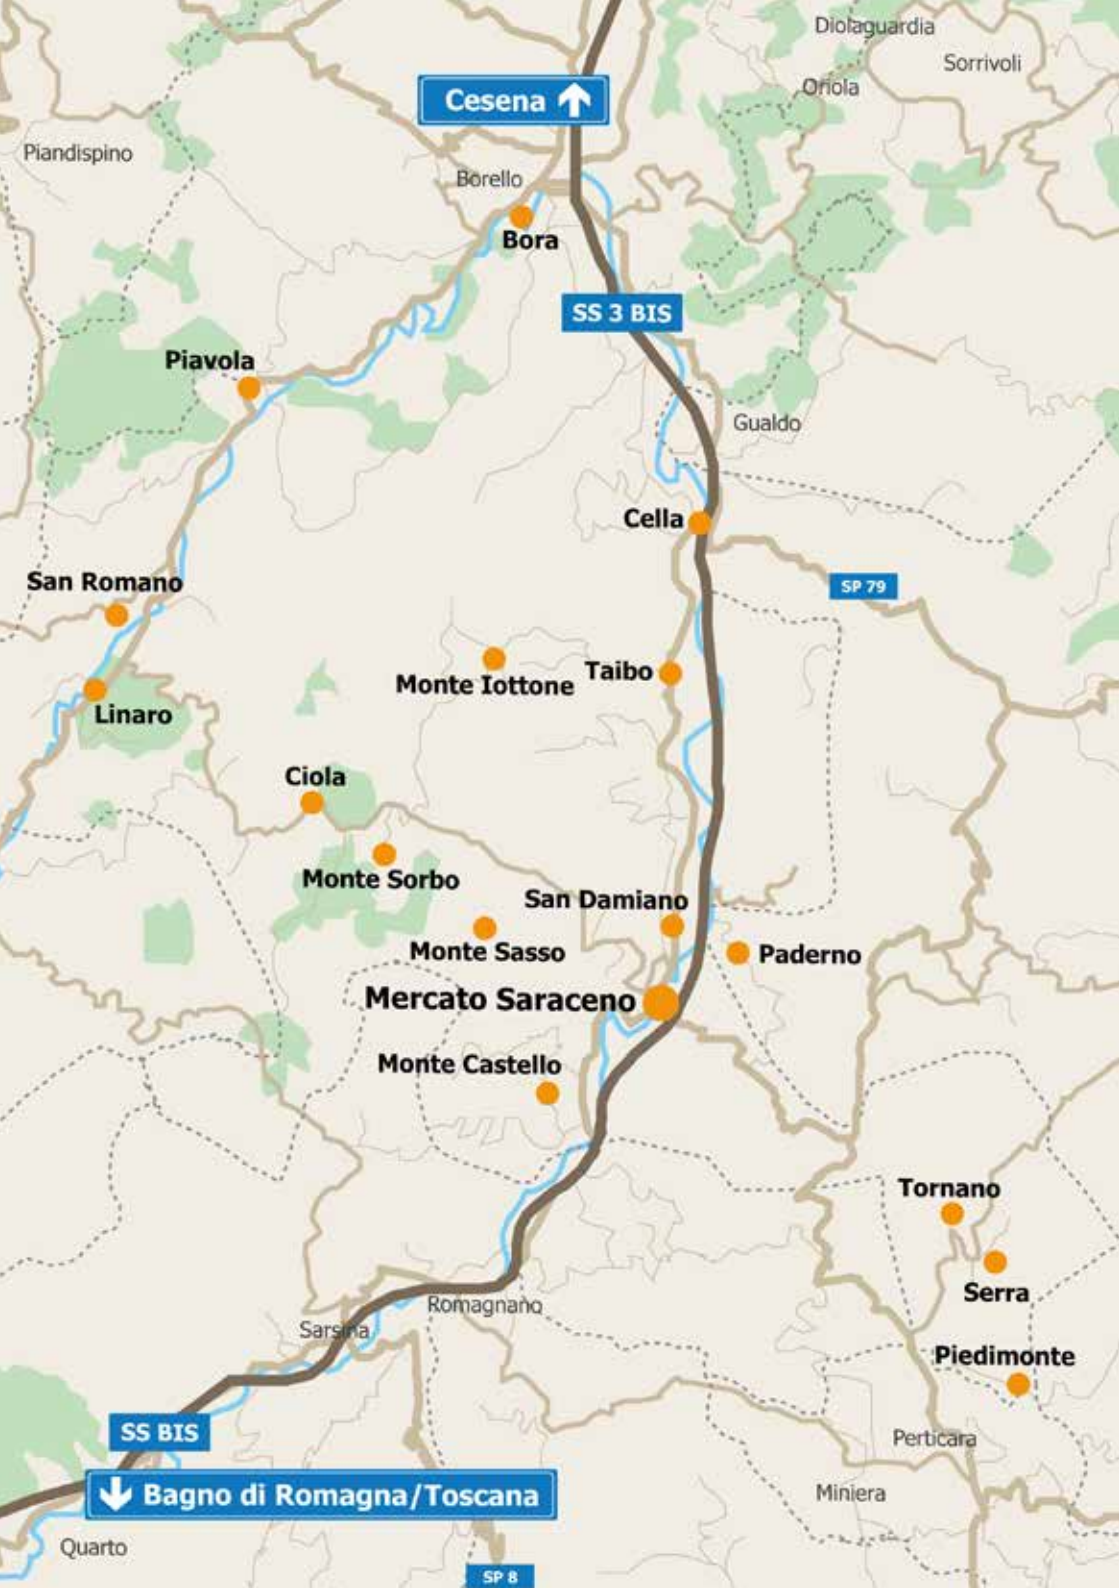 Diolaguardia
Sorrivoli
Oriola
Cesena
Piandispino
Borello
Bora
SS 3 BIS
Piavola
Gualdo
Cella
San Romano
SP 79
Monte Iottone
Taibo
Linaro
Ciola
Monte Sorbo
San Damiano
Monte Sasso
Paderno
Mercato Saraceno
Monte Castello
Tornano
Serra
Romagnano
Sarsina
Piedimonte
SS BIS
Perticara
Bagno di Romagna/Toscana
Miniera
Quarto
SP 8